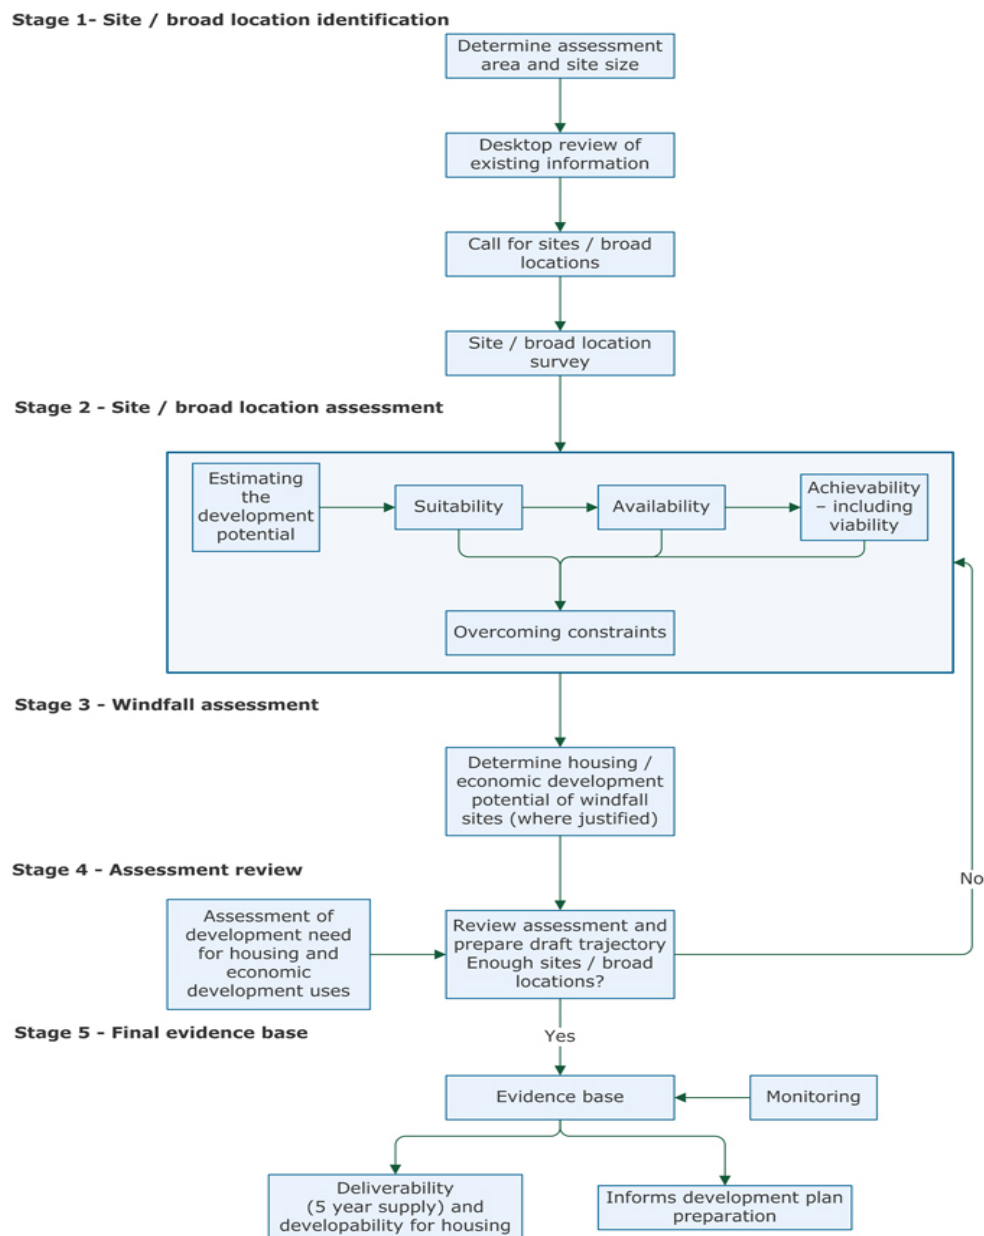 Stage 1- Site / broad location identification
Determine assessment
area and site size
Desktop review of
existing information
Call for sites / broad
locations
Site / broad location
survey
Stage 2 - Site / broad location assessment
Estimating
the
development
potential
Suitability
Availability
Achievability
– including
viability
Overcoming constraints
Stage 3 - Windfall assessment
Determine housing /
economic development
potential of windfall
sites (where justified)
Stage 4 - Assessment review
No
Assessment of
development need
for housing and
economic
development uses
Review assessment and
prepare draft trajectory
Enough sites / broad
locations?
Stage 5 - Final evidence base
Yes
Evidence base
Monitoring
Deliverability
(5 year supply) and
developability for housing
Informs development plan
preparation